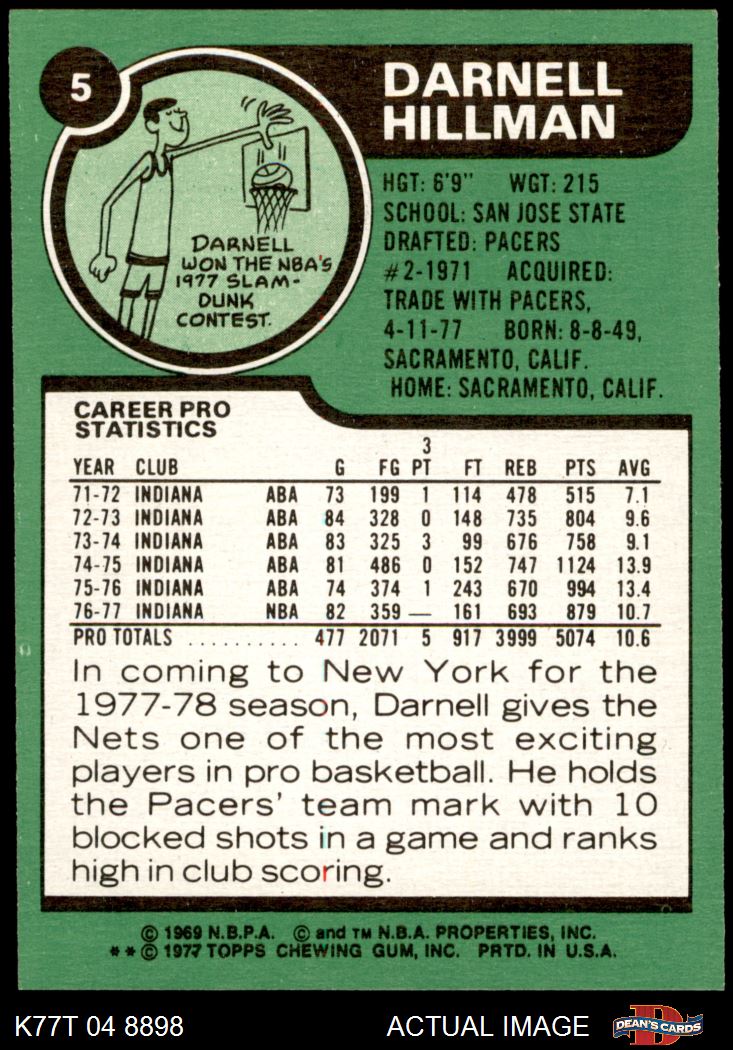 5
DARNELL
HILLMAN
DARNELL
WON THE NBA'S
1977 SLAM-
DUNK
CONTEST.
HGT: 6'9" WGT: 215
SCHOOL: SAN JOSE STATE
DRAFTED: PACERS
#2-1971 ACQUIRED:
TRADE WITH PACERS,
4-11-77 BORN: 8-8-49,
SACRAMENTO, CALIF.
HOME: SACRAMENTO, CALIF.
CAREER PRO
STATISTICS
3
YEAR CLUB G FG PT FT REB PTS AVG
71-72 INDIANA ABA 73 199 1 114 478 515 7.1
72-73 INDIANA ABA 84 328 0 148 735 804 9.6
73-74 INDIANA ABA 83 325 3 99 676 758 9.1
74-75 INDIANA ABA 81 486 0 152 747 1124 13.9
75-76 INDIANA ABA 74 374 1 243 670 994 13.4
76-77 INDIANA NBA 82 359 — 161 693 879 10.7
PRO TOTALS .......... 477 2071 5 917 3999 5074 10.6
In coming to New York for the
1977-78 season, Darnell gives the
Nets one of the most exciting
players in pro basketball. He holds
the Pacers' team mark with 10
blocked shots in a game and ranks
high in club scoring.
© 1969 N.B.P.A. © and TM N.B.A. PROPERTIES, INC.
**© 1977 TOPPS CHEWING GUM, INC. PRTD. IN U.S.A.
K77T 04 8898 ACTUAL IMAGE DEAN'S CARDS